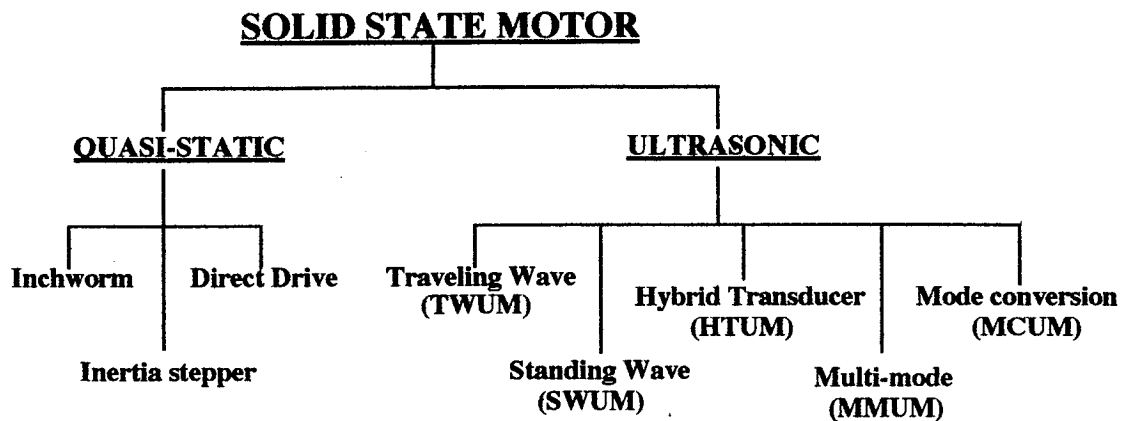 SOLID STATE MOTOR
QUASI-STATIC
ULTRASONIC
Inchworm
Direct Drive
Inertia stepper
Traveling Wave
(TWUM)
Standing Wave
(SWUM)
Hybrid Transducer
(HTUM)
Multi-mode
(MMUM)
Mode conversion
(MCUM)